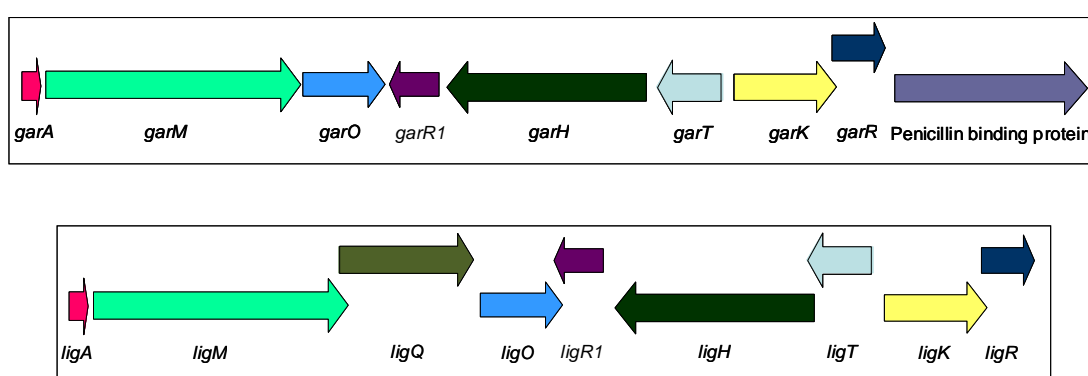 garA garM garO garR1 garH garT garK garR Penicillin binding protein
ligA ligM ligQ ligO ligR1 ligH ligT ligK ligR